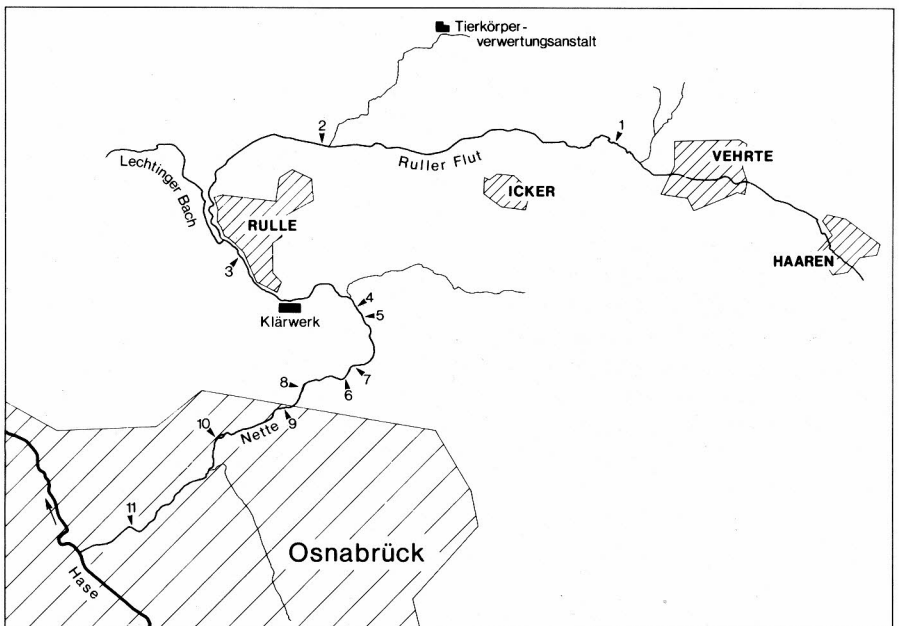 Tierkörper-
verwertungsanstalt
2
1
Ruller Flut
VEHRTE
Lechtinger
Bach
ICKER
RULLE
HAAREN
3
4
5
Klärwerk
7
8
6
9
10
Nette
11
Osnabrück
Hase